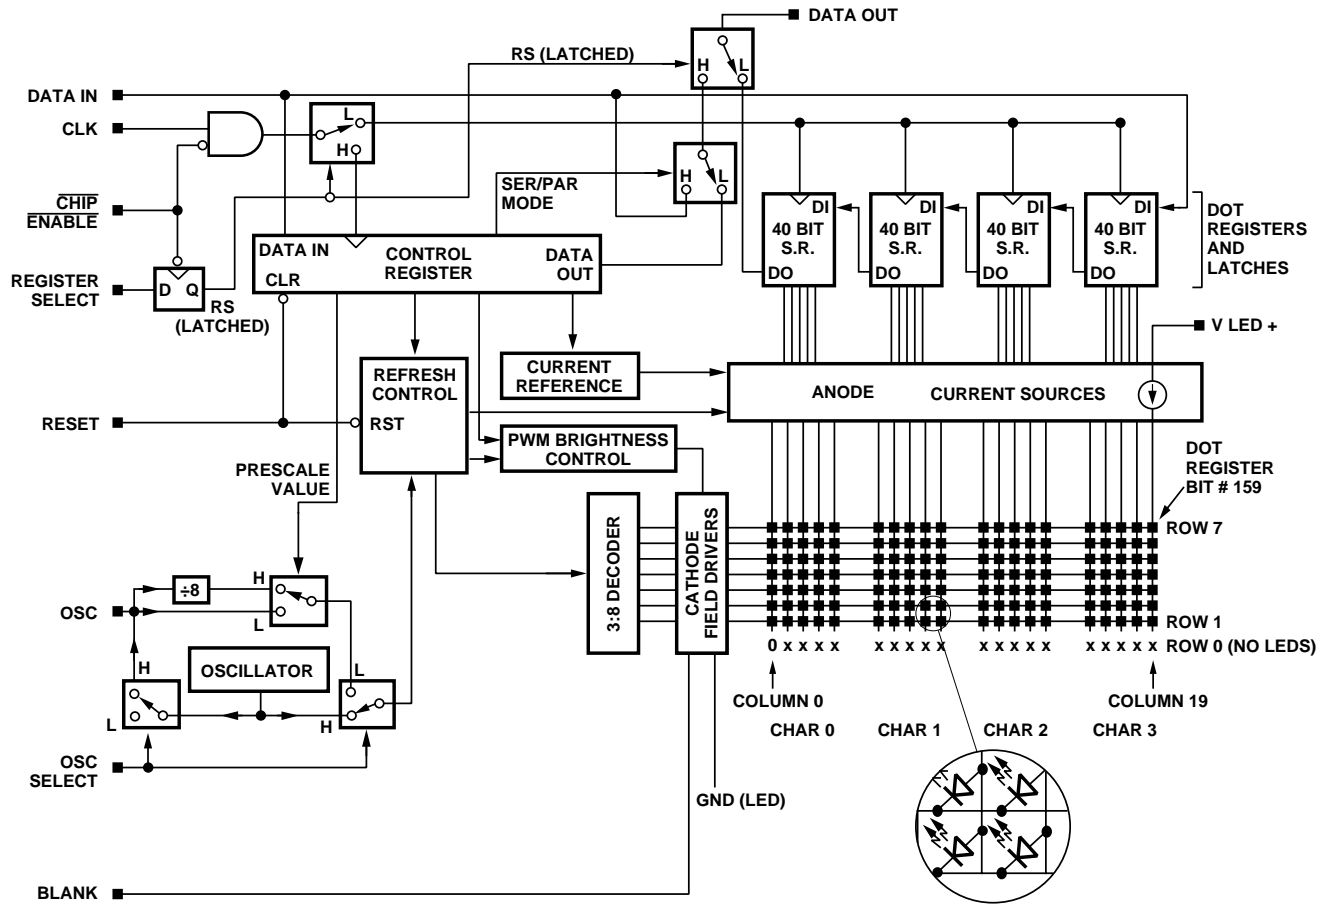 DATA OUT
RS (LATCHED)
H L
DATA IN
CLK
L
H
CHIP
ENABLE
SER/PAR
MODE
H L
DI
40 BIT
S.R.
DO
DI
40 BIT
S.R.
DO
DI
40 BIT
S.R.
DO
DI
40 BIT
S.R.
DO
DOT
REGISTERS
AND
LATCHES
REGISTER
SELECT
D Q
RS
(LATCHED)
DATA IN
CLR
CONTROL
REGISTER
DATA
OUT
V LED +
REFRESH
CONTROL
RST
CURRENT
REFERENCE
ANODE CURRENT SOURCES
RESET
PWM BRIGHTNESS
CONTROL
PRESCALE
VALUE
DOT
REGISTER
BIT # 159
3:8 DECODER
CATHODE
FIELD DRIVERS
ROW 7
ROW 1
0 x x x x x x x x x x x x x x x x x x x ROW 0 (NO LEDS)
OSC
÷8
H
L
H
L
OSCILLATOR
L
H
COLUMN 0
COLUMN 19
CHAR 0 CHAR 1 CHAR 2 CHAR 3
OSC
SELECT
GND (LED)
BLANK